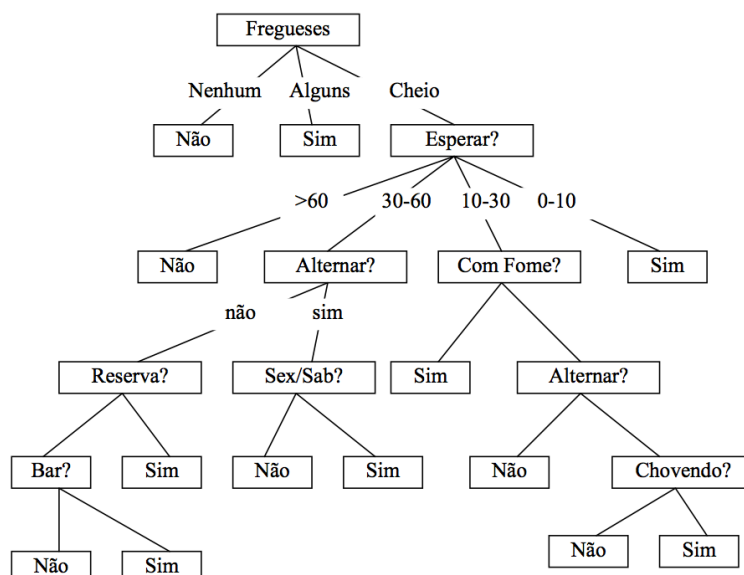 Fregueses
Nenhum Alguns Cheio
Não Sim Esperar?
>60 30-60 10-30 0-10
Não Alternar? Com Fome? Sim
não sim
Reserva? Sex/Sab? Sim Alternar?
Bar? Sim Não Sim Não Chovendo?
Não Sim
Não Sim